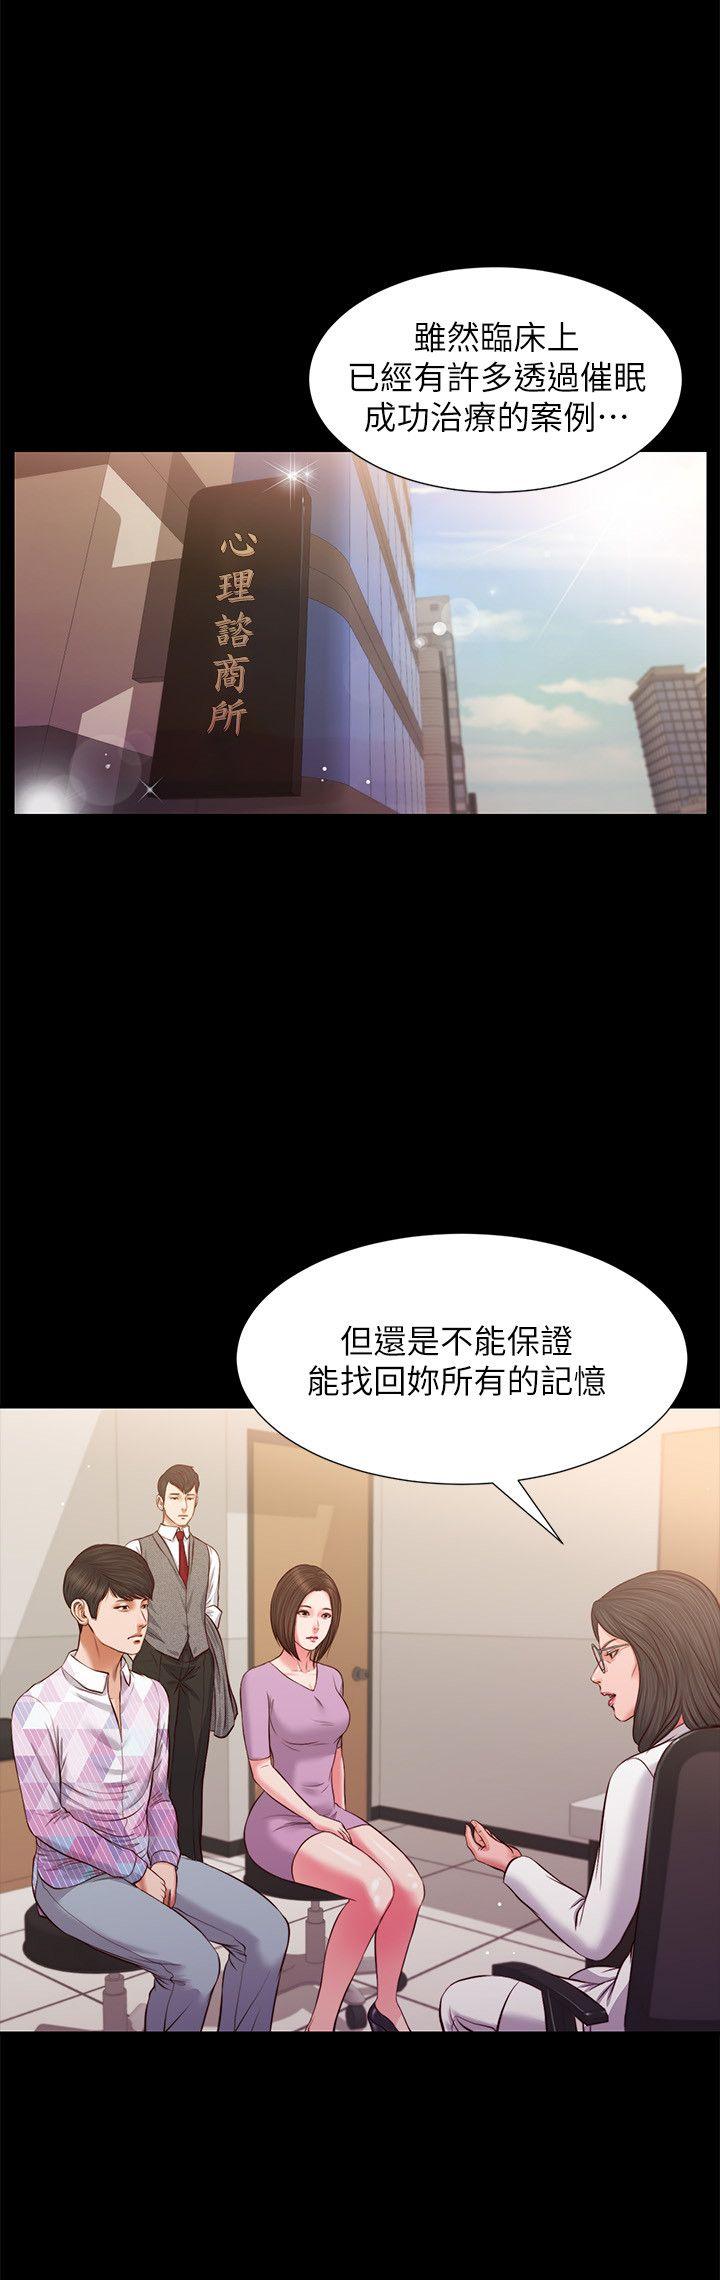 雖然臨床上
已經有許多透過催眠
成功治療的案例⋯
心理諮商所
但還是不能保證
能找回妳所有的記憶